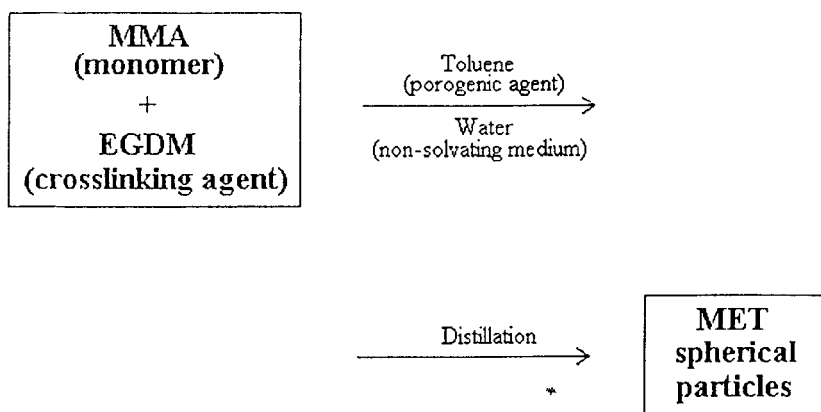 MMA
(monomer)
+
EGDM
(crosslinking agent)
Toluene
(porogenic agent)
Water
(non-solvating medium)
Distillation
MET
spherical
particles